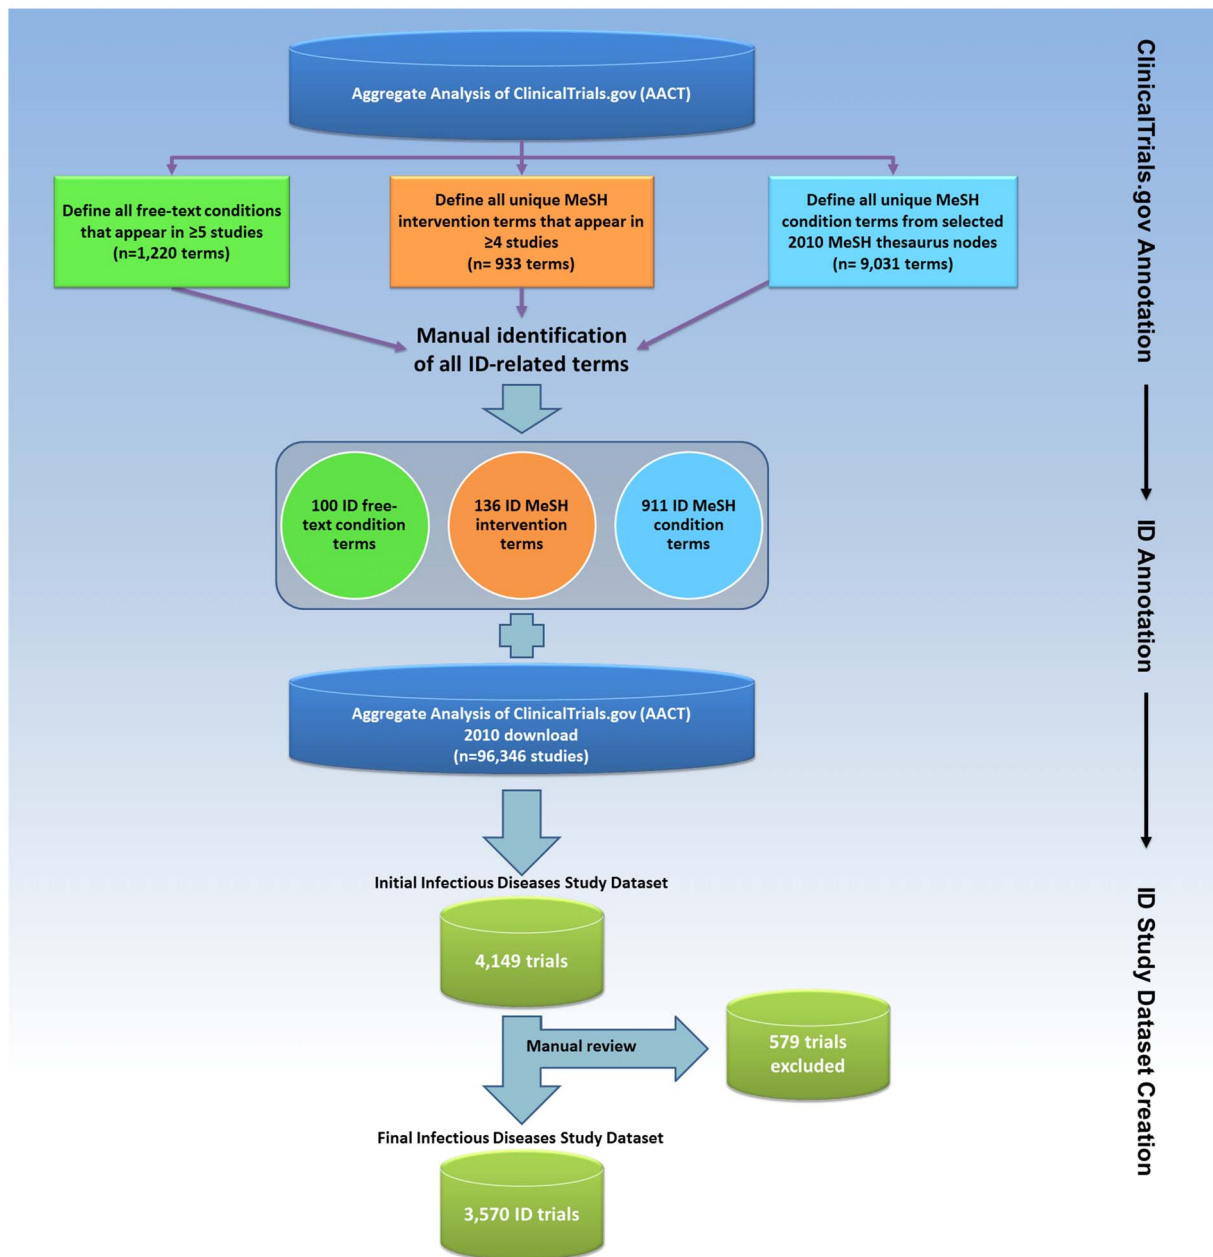 Aggregate Analysis of ClinicalTrials.gov (AACT)
Define all free-text conditions
that appear in ≥5 studies
(n=1,220 terms)
Define all unique MeSH
intervention terms that appear in
≥4 studies
(n= 933 terms)
Define all unique MeSH
condition terms from selected
2010 MeSH thesaurus nodes
(n= 9,031 terms)
Manual identification
of all ID-related terms
100 ID free-
text condition
terms
136 ID MeSH
intervention
terms
911 ID MeSH
condition
terms
Aggregate Analysis of ClinicalTrials.gov (AACT)
2010 download
(n=96,346 studies)
Initial Infectious Diseases Study Dataset
4,149 trials
Manual review
579 trials
excluded
Final Infectious Diseases Study Dataset
3,570 ID trials
ClinicalTrials.gov Annotation
ID Annotation
ID Study Dataset Creation